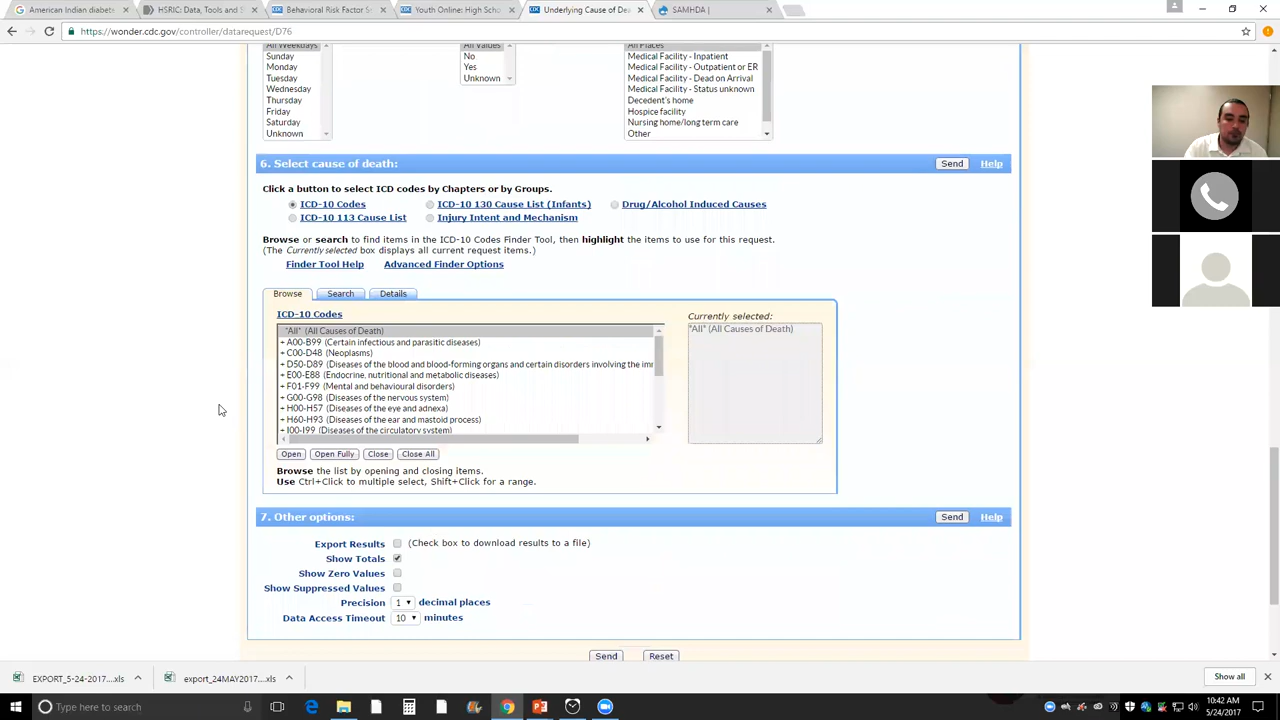 American Indian diabete
HSRIC: Data, Tools and S
Behavioral Risk Factor S
Youth Online: High Scho
Underlying Cause of Dea
SAMHDA |
https://wonder.cdc.gov/controller/datarequest/D76
All Weekdays
Sunday
Monday
Tuesday
Wednesday
Thursday
Friday
Saturday
Unknown
All Values
No
Yes
Unknown
All Places
Medical Facility - Inpatient
Medical Facility - Outpatient or ER
Medical Facility - Dead on Arrival
Medical Facility - Status unknown
Decedent's home
Hospice facility
Nursing home/long term care
Other
6. Select cause of death:
Send
Help
Click a button to select ICD codes by Chapters or by Groups.
ICD-10 Codes
ICD-10 130 Cause List (Infants)
Drug/Alcohol Induced Causes
ICD-10 113 Cause List
Injury Intent and Mechanism
Browse or search to find items in the ICD-10 Codes Finder Tool, then highlight the items to use for this request.
(The Currently selected box displays all current request items.)
Finder Tool Help
Advanced Finder Options
Browse
Search
Details
ICD-10 Codes
*All* (All Causes of Death)
+ A00-B99 (Certain infectious and parasitic diseases)
+ C00-D48 (Neoplasms)
+ D50-D89 (Diseases of the blood and blood-forming organs and certain disorders involving the imm
+ E00-E88 (Endocrine, nutritional and metabolic diseases)
+ F01-F99 (Mental and behavioural disorders)
+ G00-G98 (Diseases of the nervous system)
+ H00-H57 (Diseases of the eye and adnexa)
+ H60-H93 (Diseases of the ear and mastoid process)
+ I00-I99 (Diseases of the circulatory system)
Currently selected:
*All* (All Causes of Death)
Open
Open Fully
Close
Close All
Browse the list by opening and closing items.
Use Ctrl+Click to multiple select, Shift+Click for a range.
7. Other options:
Send
Help
Export Results
(Check box to download results to a file)
Show Totals
Show Zero Values
Show Suppressed Values
Precision
1
decimal places
Data Access Timeout
10
minutes
Send
Reset
EXPORT_5-24-2017....xls
export_24MAY2017....xls
Show all
Type here to search
10:42 AM
5/24/2017